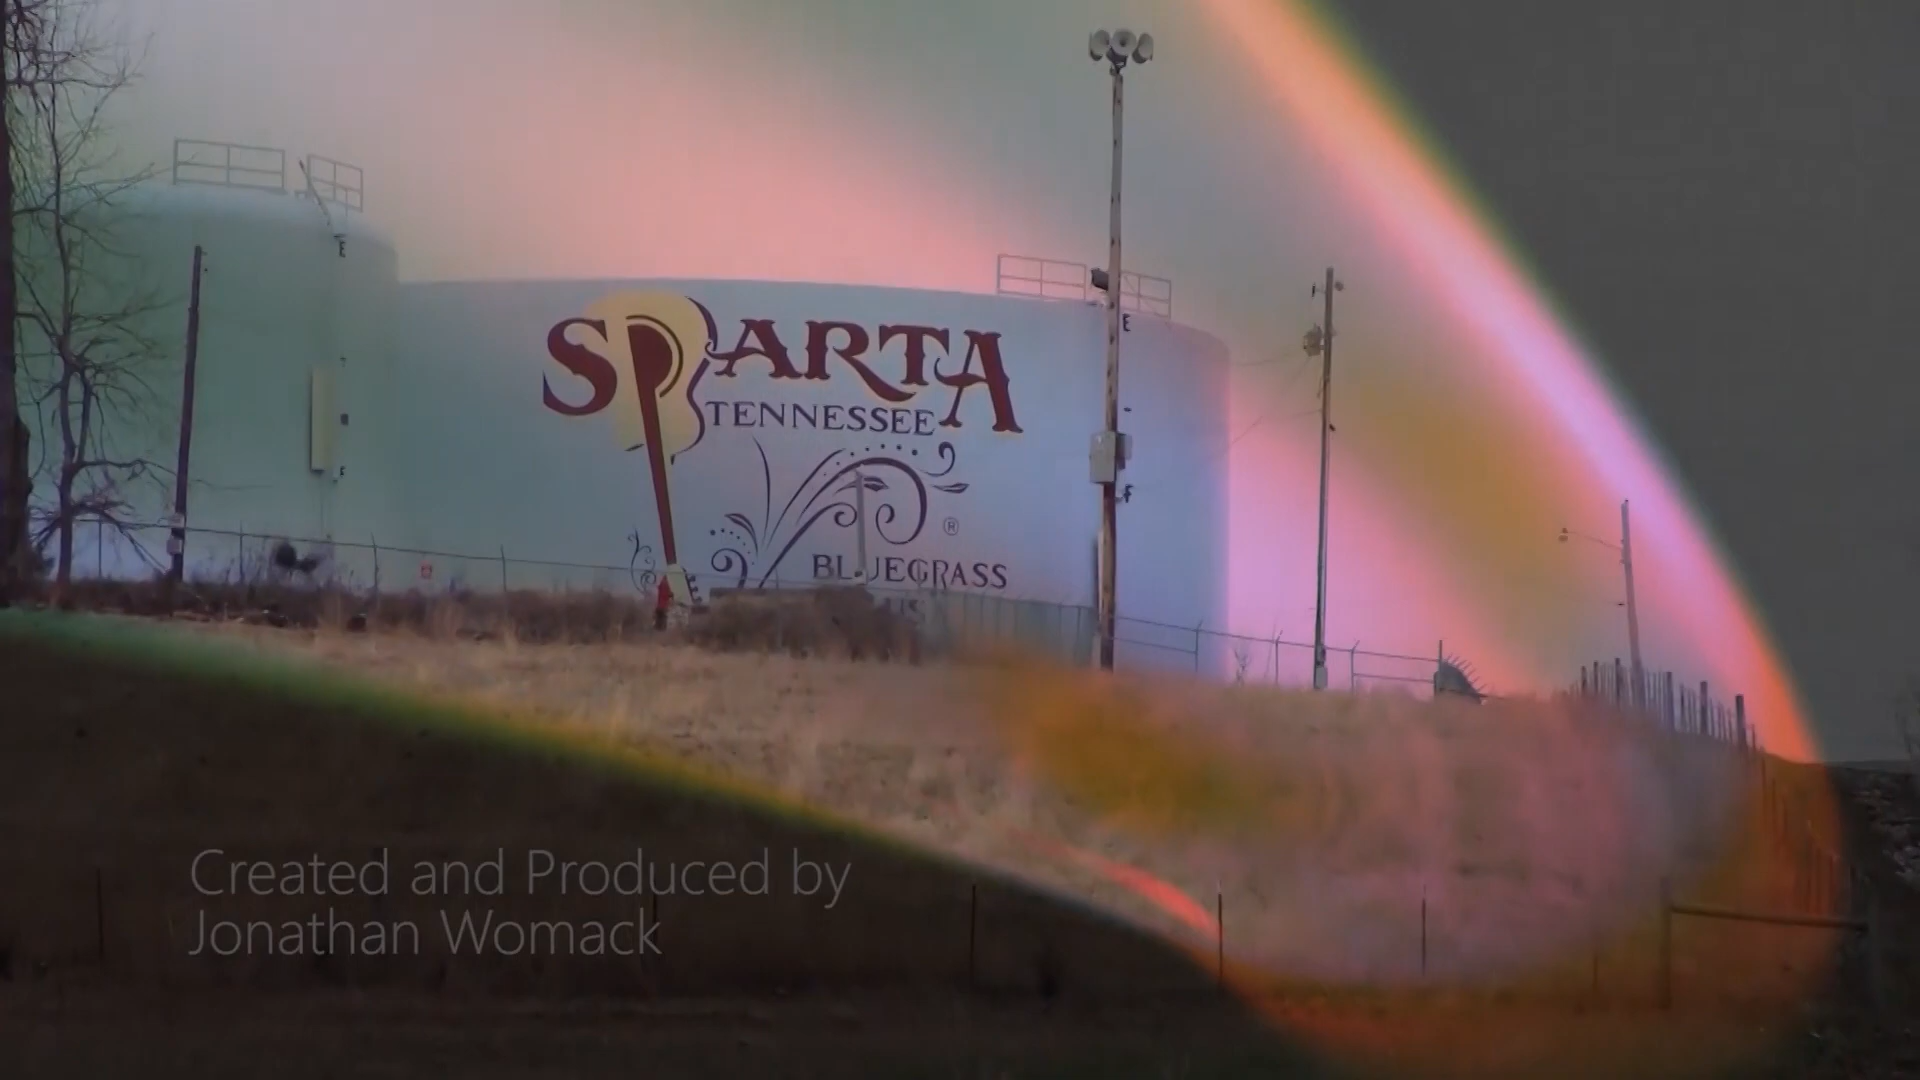 SPARTA
TENNESSEE
®
BLUEGRASS
Created and Produced by
Jonathan Womack